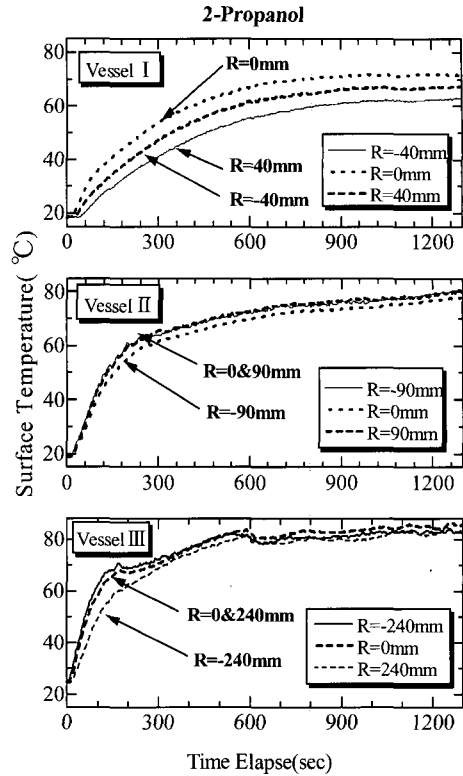 2-Propanol
Surface Temperature(℃)
Vessel Ⅰ
R=0mm
R=40mm
R=-40mm
R=-40mm
R=0mm
R=40mm
80
60
40
20
0 300 600 900 1200
Vessel Ⅱ
R=0&90mm
R=-90mm
R=-90mm
R=0mm
R=90mm
80
60
40
20
0 300 600 900 1200
Vessel Ⅲ
R=0&240mm
R=-240mm
R=-240mm
R=0mm
R=240mm
80
60
40
20
0 300 600 900 1200
Time Elapse(sec)